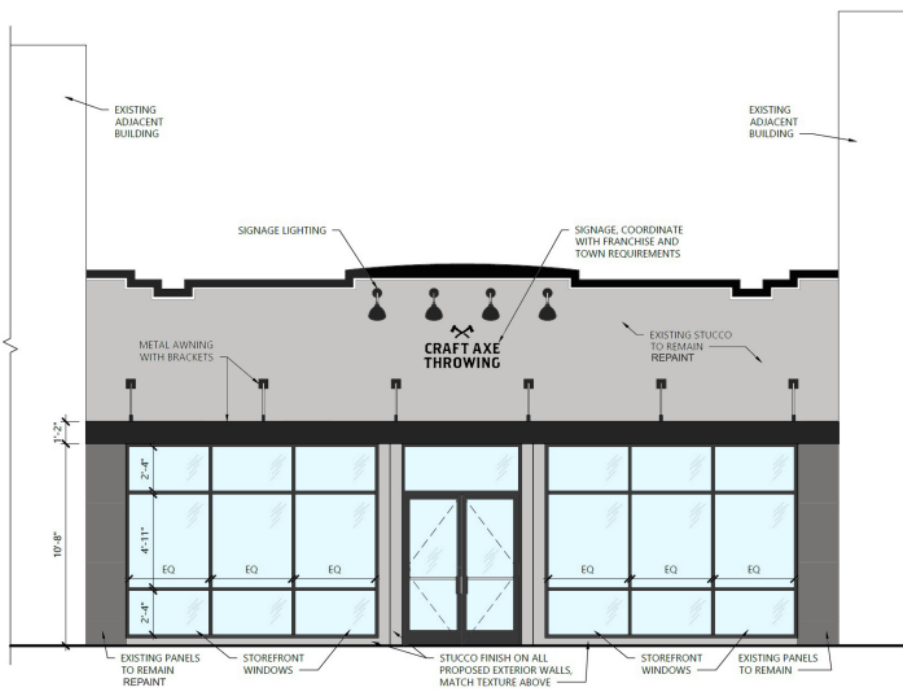 EXISTING
ADJACENT
BUILDING
EXISTING
ADJACENT
BUILDING
SIGNAGE LIGHTING
SIGNAGE, COORDINATE
WITH FRANCHISE AND
TOWN REQUIREMENTS
METAL AWNING
WITH BRACKETS
CRAFT AXE
THROWING
EXISTING STUCCO
TO REMAIN
REPAINT
1'-2"
10'-8"
2'-4"
4'-11"
2'-4"
EQ EQ EQ EQ EQ EQ
EXISTING PANELS
TO REMAIN
REPAINT
STOREFRONT
WINDOWS
STUCCO FINISH ON ALL
PROPOSED EXTERIOR WALLS,
MATCH TEXTURE ABOVE
STOREFRONT
WINDOWS
EXISTING PANELS
TO REMAIN